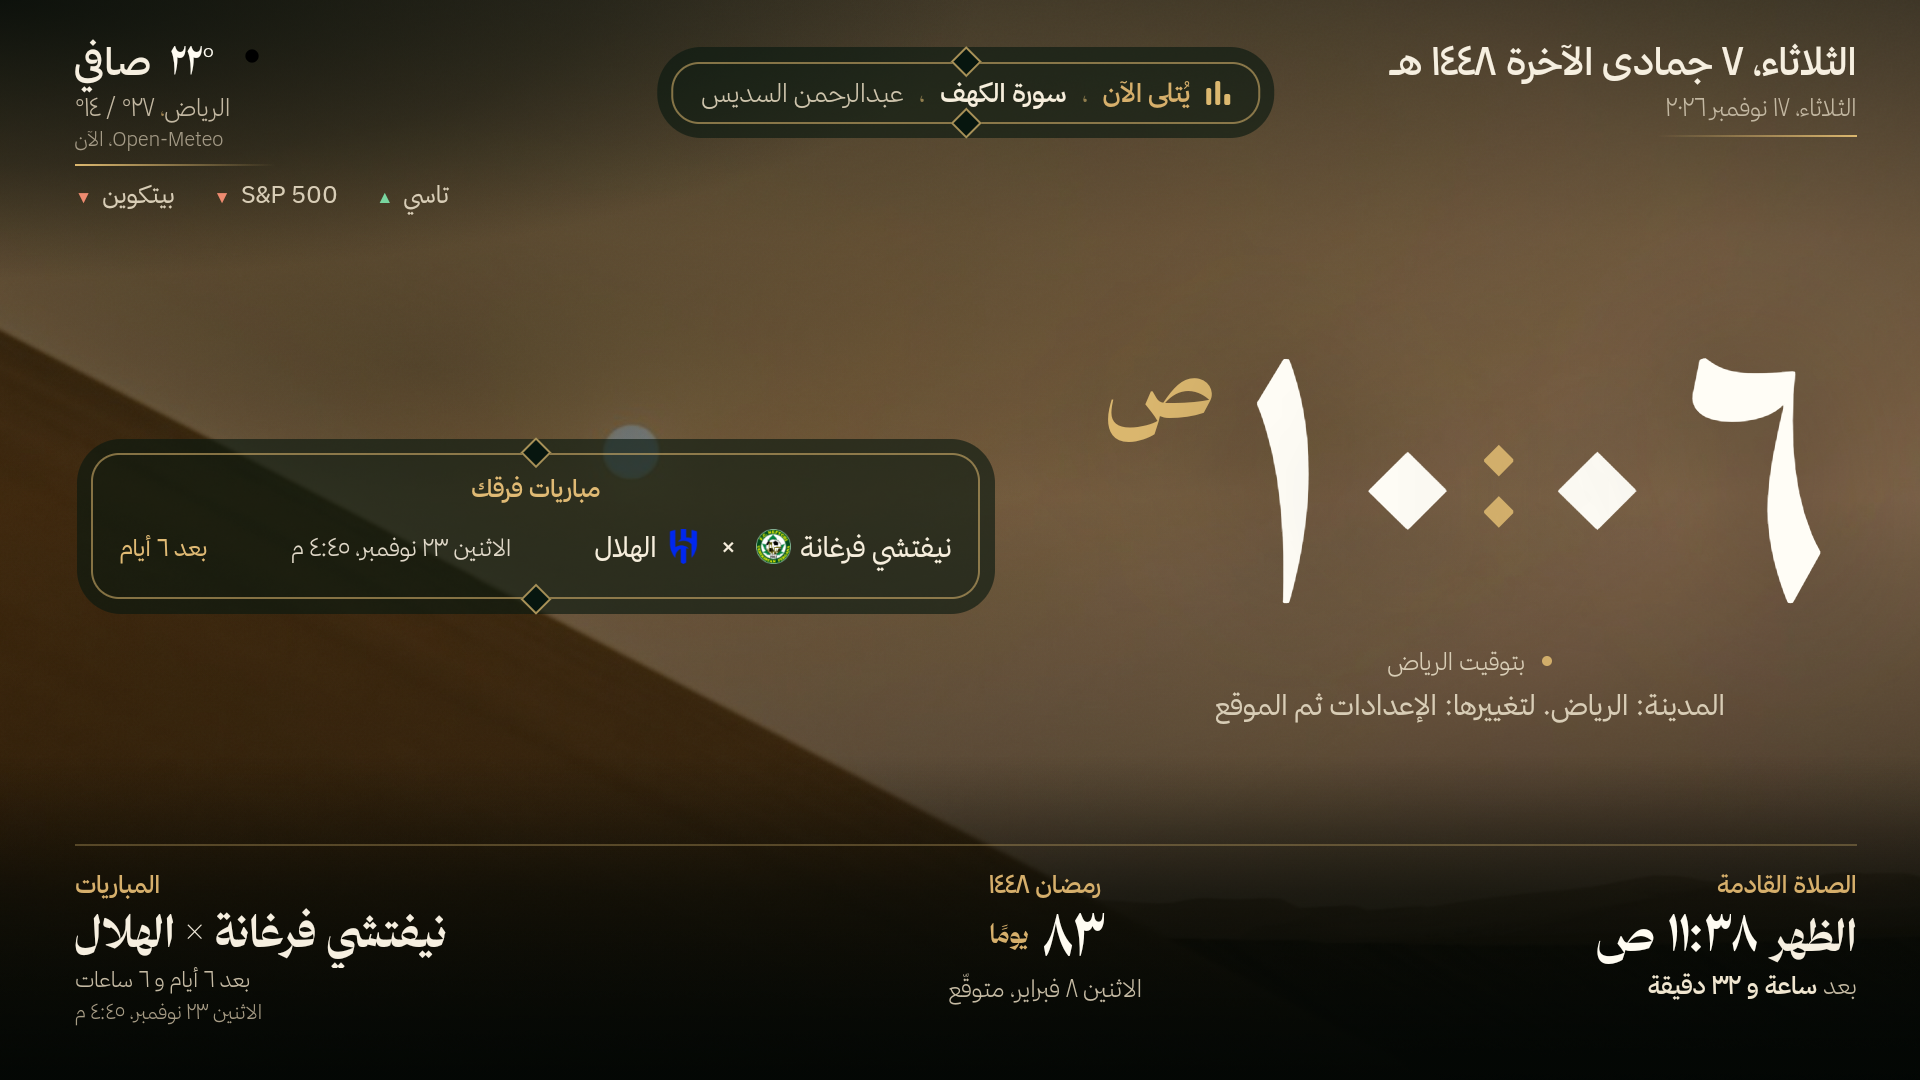 الثلاثاء، ٧ جمادى الآخرة ١٤٤٨ هـ
الثلاثاء، ١٧ نوفمبر ٢٠٢٦
يُتلى الآن ، سورة الكهف ، عبدالرحمن السديس
٢٢° صافي
الرياض، ٢٧° / ١٤°
Open-Meteo، الآن
تاسي ▲ S&P 500 ▼ بيتكوين ▼
١٠:٠٦ ص
بتوقيت الرياض
المدينة: الرياض. لتغييرها: الإعدادات ثم الموقع
مباريات فرقك
نيفتشي فرغانة × الهلال الاثنين ٢٣ نوفمبر، ٤:٤٥ م بعد ٦ أيام
الصلاة القادمة
الظهر ١١:٣٨ ص
بعد ساعة و ٣٢ دقيقة
رمضان ١٤٤٨
٨٣ يومًا
الاثنين ٨ فبراير، متوقّع
المباريات
نيفتشي فرغانة × الهلال
بعد ٦ أيام و ٦ ساعات
الاثنين ٢٣ نوفمبر، ٤:٤٥ م